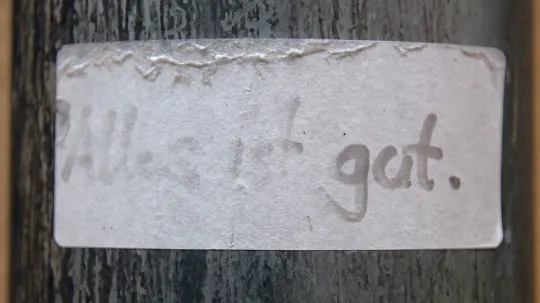 Alles ist gut.